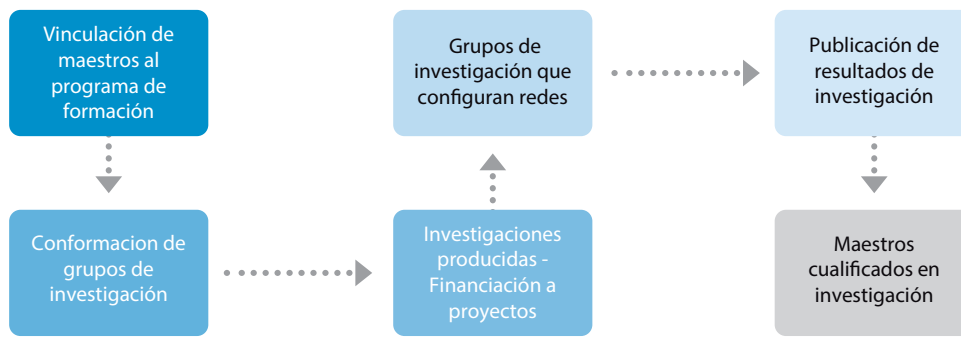 Vinculación de
maestros al
programa de
formación
Conformacion de
grupos de
investigación
Investigaciones
producidas -
Financiación a
proyectos
Grupos de
investigación que
configuran redes
Publicación de
resultados de
investigación
Maestros
cualificados en
investigación